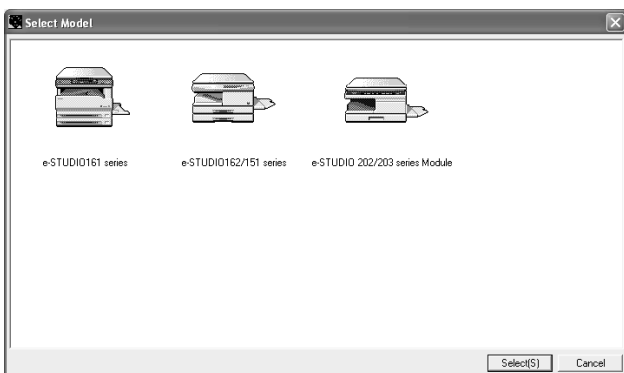 Select Model
e-STUDIO161 series
e-STUDIO162/151 series
e-STUDIO 202/203 series Module
Select(S)
Cancel